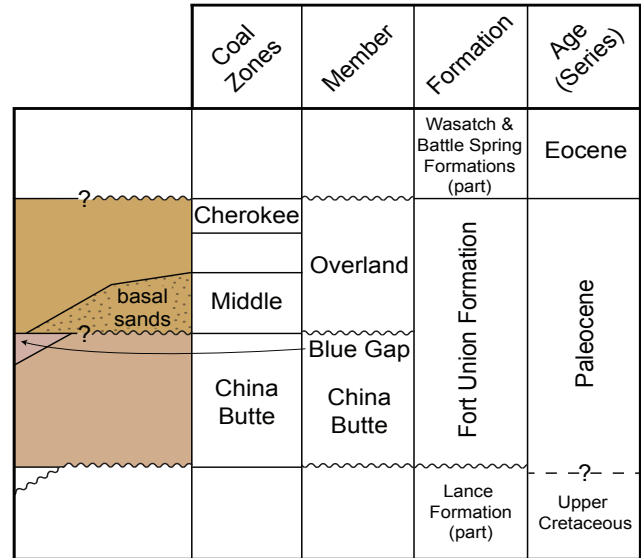 Coal
Zones
Member
Formation
Age
(Series)
Wasatch &
Battle Spring
Formations
(part)
Eocene
?
Cherokee
Overland
Fort Union Formation
Paleocene
basal
sands
Middle
?
Blue Gap
China
Butte
China
Butte
?
Lance
Formation
(part)
Upper
Cretaceous